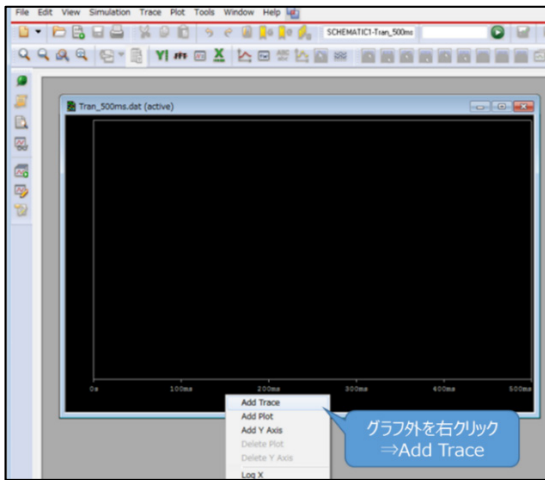 File Edit View Simulation Trace Plot Tools Window Help
SCHEMATIC1-Tran_500ms
Tran_500ms.dat (active)
0s 100ms 200ms 300ms 400ms 500ms
Add Trace
Add Plot
Add Y Axis
Delete Plot
Delete Y Axis
Log X
グラフ外を右クリック
⇒Add Trace